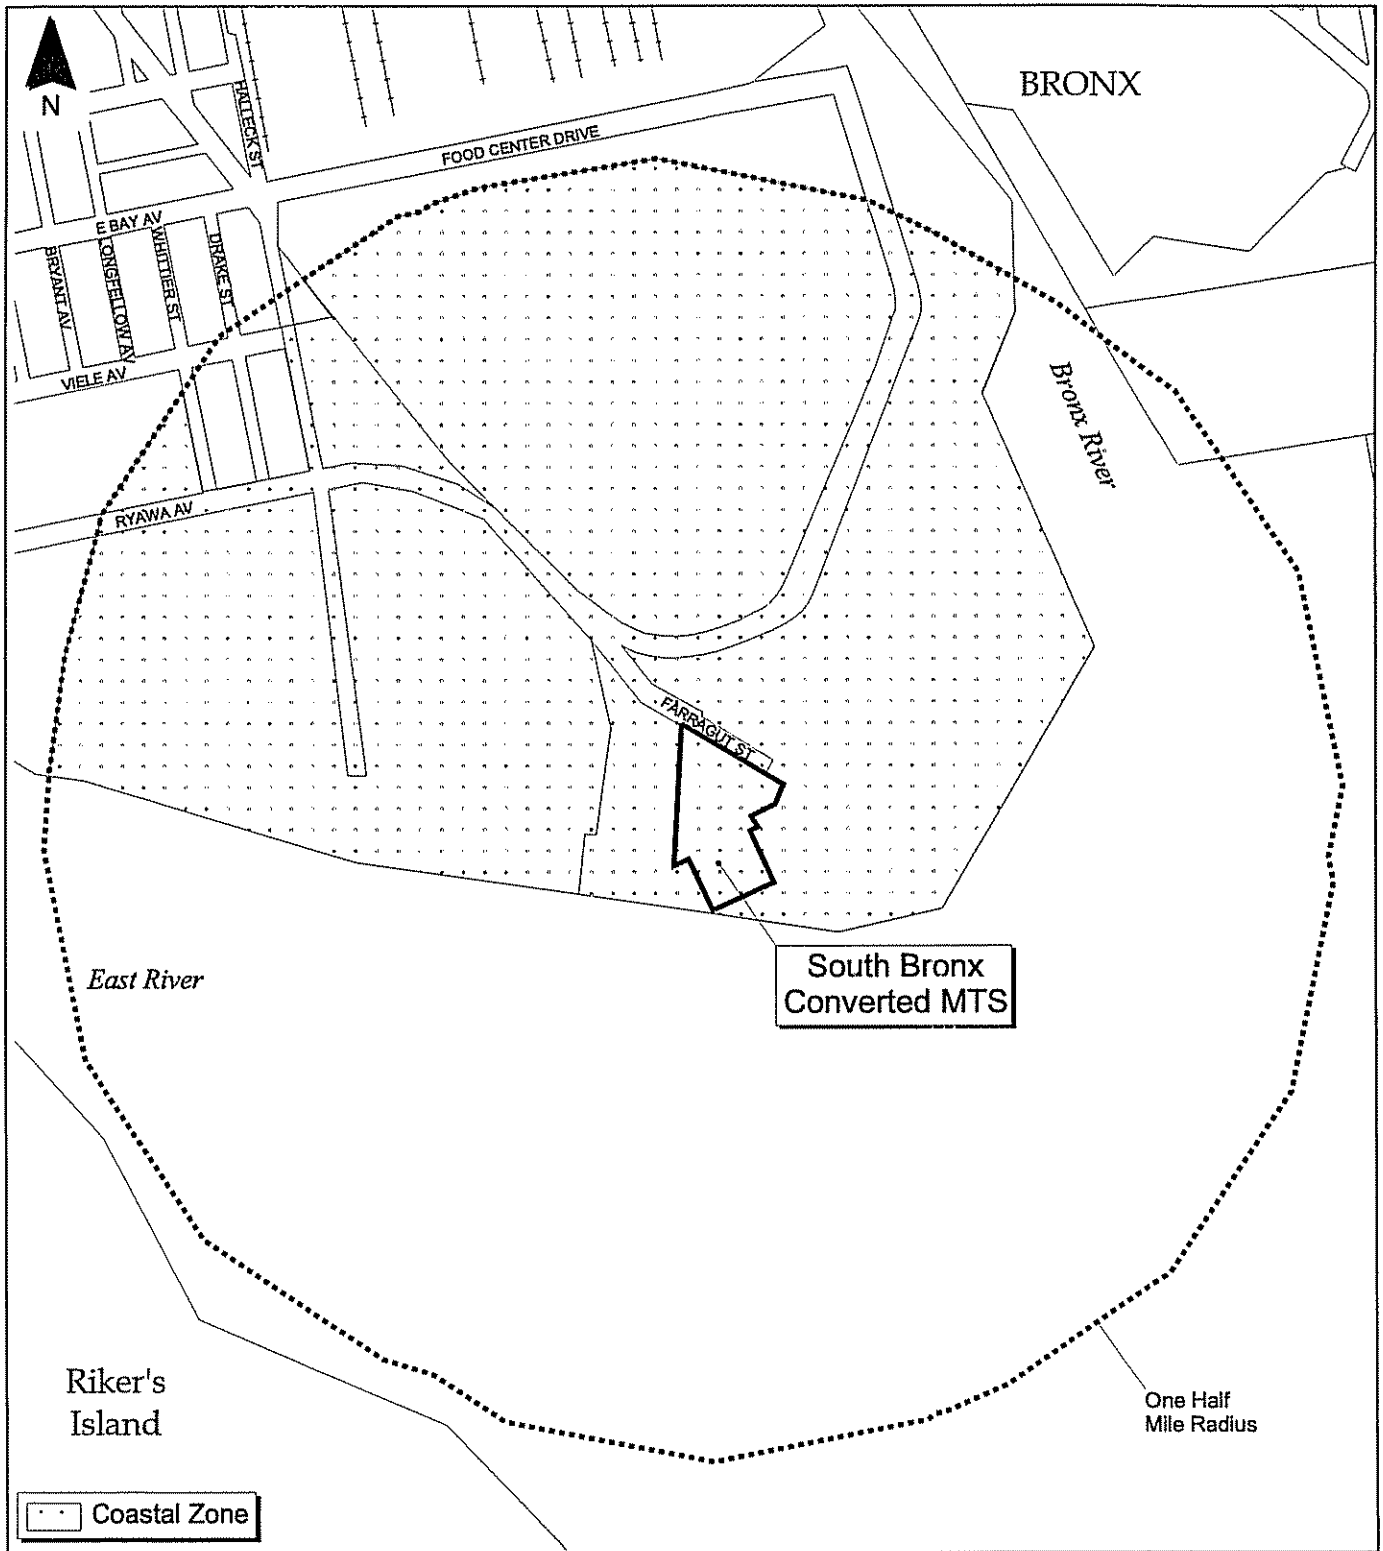 N
BRONX
HALLECK ST
FOOD CENTER DRIVE
E BAY AV
BRYANT AV
LONGFELLOW AV
WHITTIER ST
DRAKE ST
VIELE AV
Bronx River
RYAWA AV
FARRAGUT ST
East River
South Bronx
Converted MTS
Riker's
Island
One Half
Mile Radius
Coastal Zone